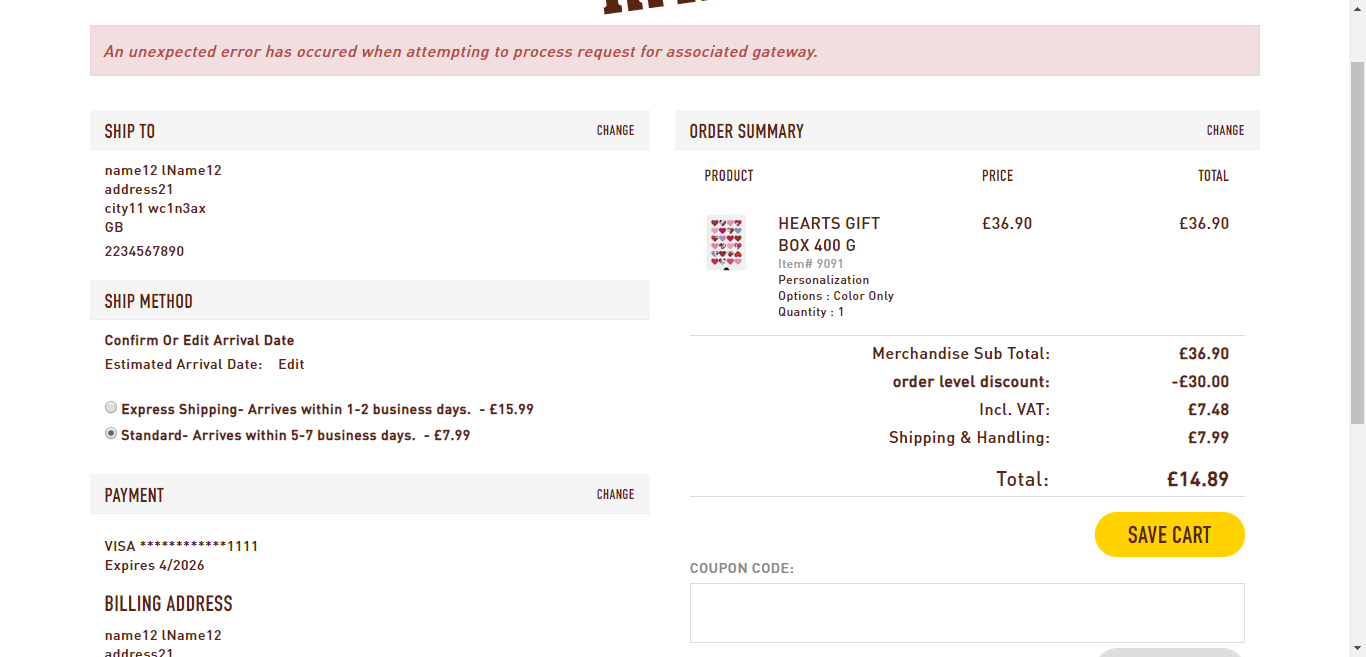 An unexpected error has occured when attempting to process request for associated gateway.
SHIP TO
CHANGE
name12 lName12
address21
city11 wc1n3ax
GB
2234567890
SHIP METHOD
Confirm Or Edit Arrival Date
Estimated Arrival Date: Edit
Express Shipping- Arrives within 1-2 business days. - £15.99
Standard- Arrives within 5-7 business days. - £7.99
PAYMENT
CHANGE
VISA ************1111
Expires 4/2026
BILLING ADDRESS
name12 lName12
address21
ORDER SUMMARY
CHANGE
PRODUCT PRICE TOTAL
HEARTS GIFT £36.90 £36.90
BOX 400 G
Item# 9091
Personalization
Options : Color Only
Quantity : 1
Merchandise Sub Total: £36.90
order level discount: -£30.00
Incl. VAT: £7.48
Shipping & Handling: £7.99
Total: £14.89
SAVE CART
COUPON CODE: